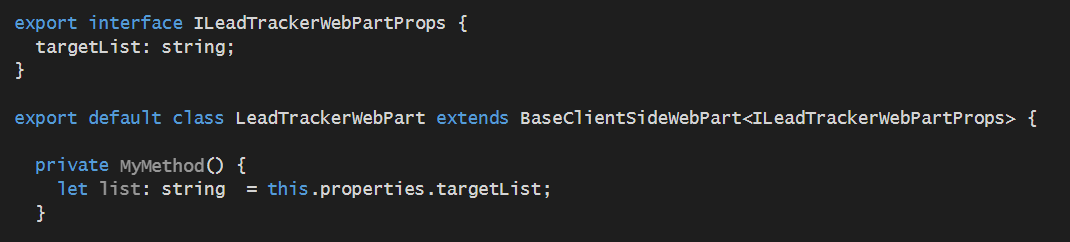 export interface ILeadTrackerWebPartProps {
  targetList: string;
}
export default class LeadTrackerWebPart extends BaseClientSideWebPart<ILeadTrackerWebPartProps> {
  private MyMethod() {
    let list: string  = this.properties.targetList;
  }